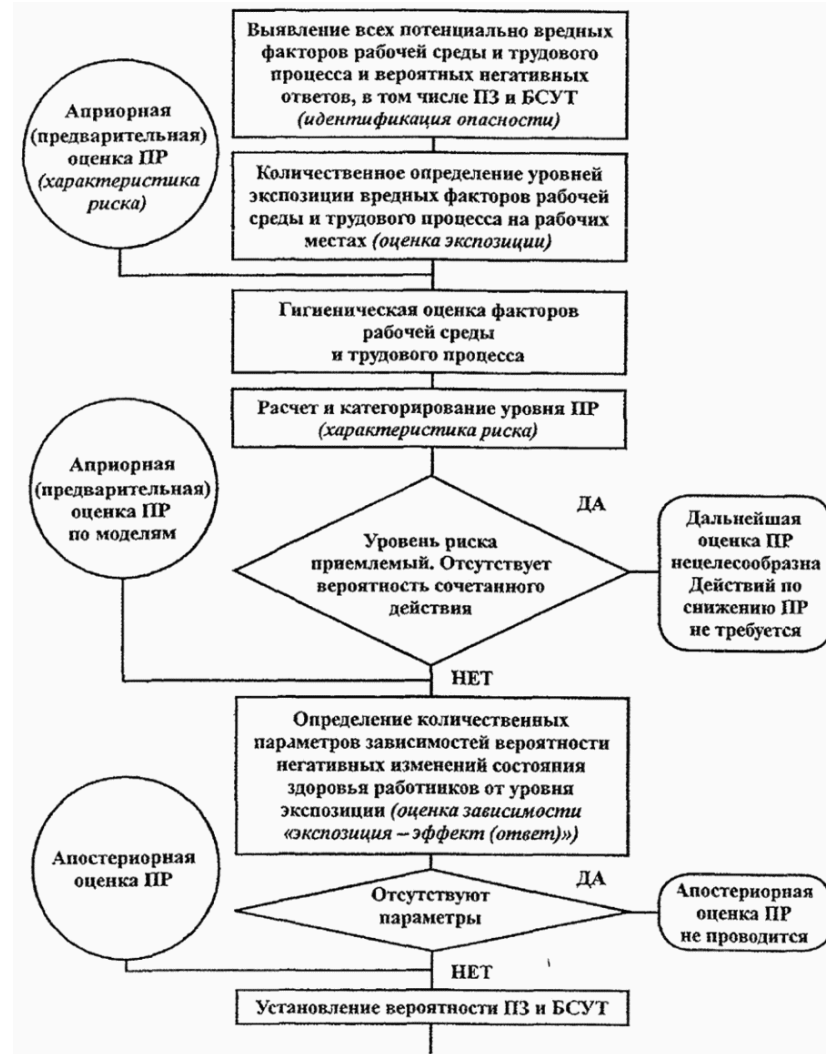 Выявление всех потенциально вредных
факторов рабочей среды и трудового
процесса и вероятных негативных
ответов, в том числе ПЗ и БСУТ
(идентификация опасности)
Априорная
(предварительная)
оценка ПР
(характеристика
риска)
Количественное определение уровней
экспозиции вредных факторов рабочей
среды и трудового процесса на рабочих
местах (оценка экспозиции)
Гигиеническая оценка факторов
рабочей среды
и трудового процесса
Расчет и категорирование уровня ПР
(характеристика риска)
Априорная
(предварительная)
оценка ПР
по моделям
Уровень риска
приемлемый. Отсутствует
вероятность сочетанного
действия
ДА
Дальнейшая
оценка ПР
нецелесообразна
Действий по
снижению ПР
не требуется
НЕТ
Определение количественных
параметров зависимостей вероятности
негативных изменений состояния
здоровья работников от уровня
экспозиции (оценка зависимости
«экспозиция – эффект (ответ)»)
Апостериорная
оценка ПР
Отсутствуют
параметры
ДА
Апостериорная
оценка ПР
не проводится
НЕТ
Установление вероятности ПЗ и БСУТ